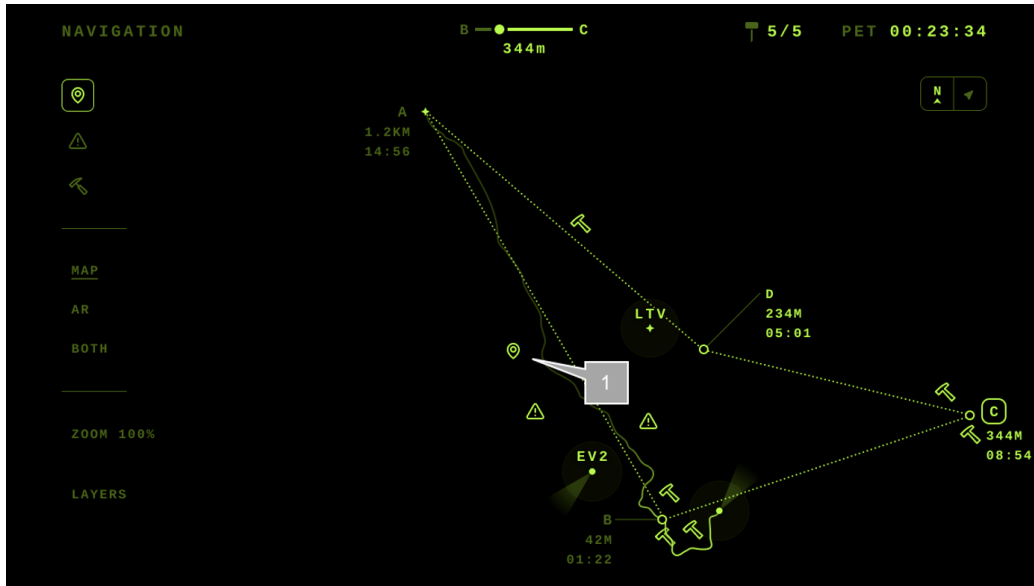 NAVIGATION
B C
344m
5/5
PET 00:23:34
N
A
1.2KM
14:56
MAP
AR
BOTH
ZOOM 100%
LAYERS
LTV
D
234M
05:01
1
C
344M
08:54
EV2
B
42M
01:22